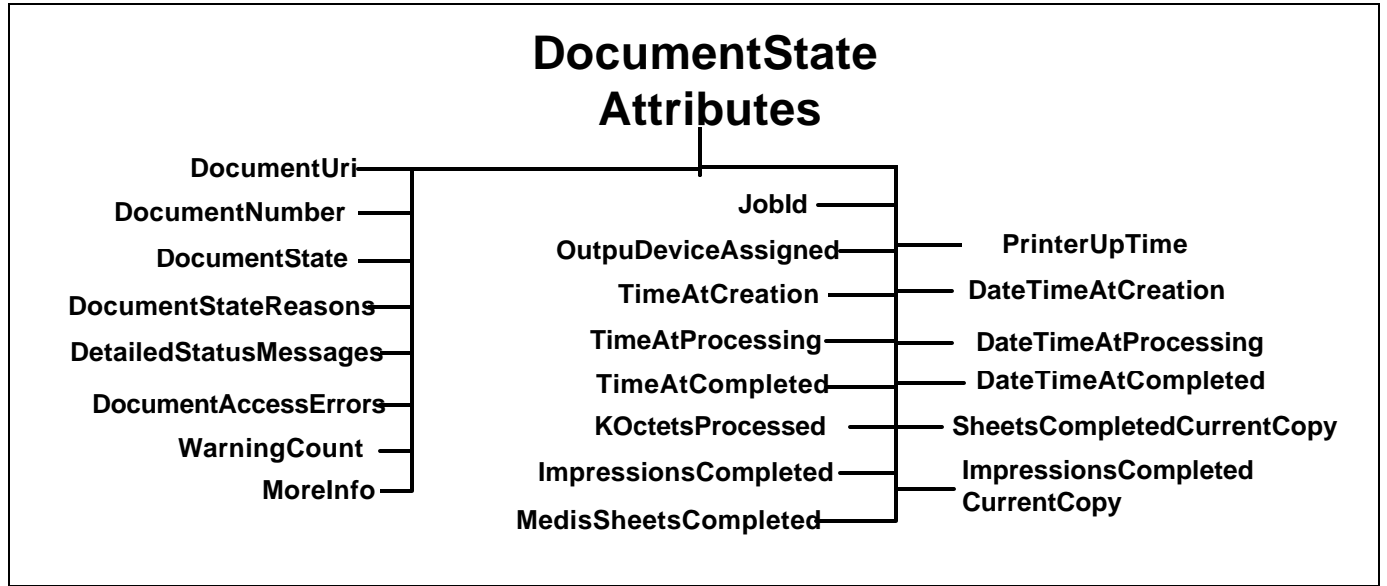 DocumentState
Attributes
DocumentUri
DocumentNumber
DocumentState
DocumentStateReasons
DetailedStatusMessages
DocumentAccessErrors
WarningCount
MoreInfo
JobId
OutpuDeviceAssigned
TimeAtCreation
TimeAtProcessing
TimeAtCompleted
KOctetsProcessed
ImpressionsCompleted
MedisSheetsCompleted
PrinterUpTime
DateTimeAtCreation
DateTimeAtProcessing
DateTimeAtCompleted
SheetsCompletedCurrentCopy
ImpressionsCompleted
CurrentCopy